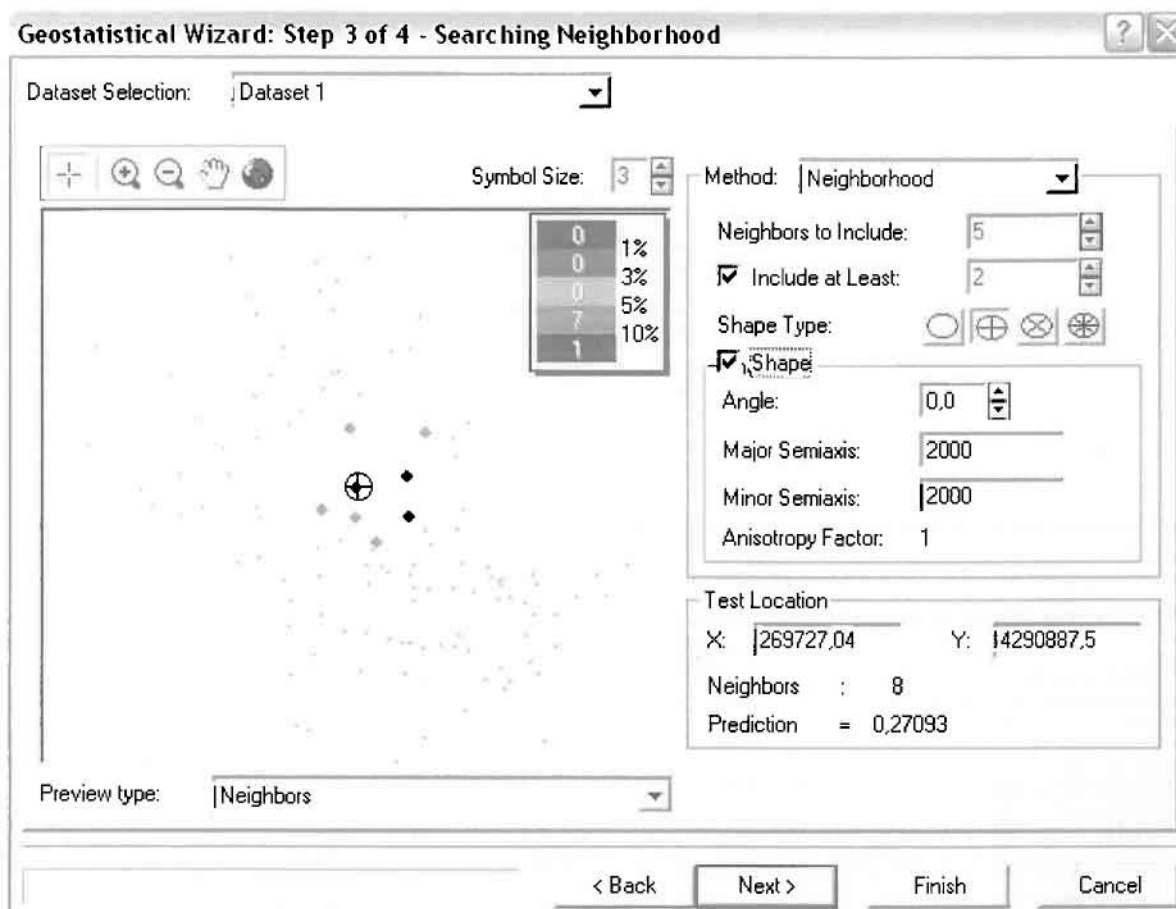 Geostatistical Wizard: Step 3 of 4 - Searching Neighborhood
?
Dataset Selection: Dataset 1
Symbol Size: 3
0
0
0
7
1
1%
3%
5%
10%
Method: Neighborhood
Neighbors to Include: 5
Include at Least: 2
Shape Type:
Shape
Angle: 0,0
Major Semiaxis: 2000
Minor Semiaxis: 2000
Anisotropy Factor: 1
Test Location
X: 269727,04 Y: 4290887,5
Neighbors : 8
Prediction = 0,27093
Preview type: Neighbors
< Back Next > Finish Cancel